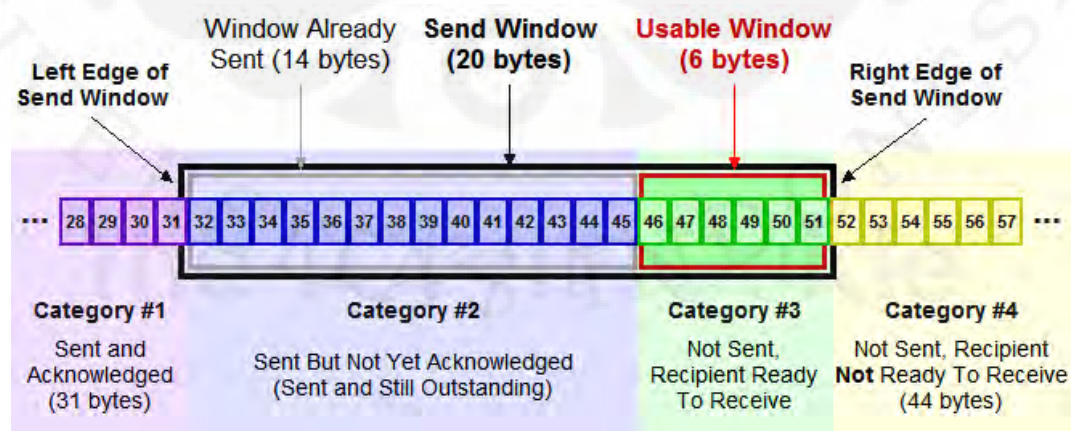 Window Already
Sent (14 bytes)
Send Window
(20 bytes)
Usable Window
(6 bytes)
Left Edge of
Send Window
Right Edge of
Send Window
... 28 29 30 31 32 33 34 35 36 37 38 39 40 41 42 43 44 45 46 47 48 49 50 51 52 53 54 55 56 57 ...
Category #1
Sent and
Acknowledged
(31 bytes)
Category #2
Sent But Not Yet Acknowledged
(Sent and Still Outstanding)
Category #3
Not Sent,
Recipient Ready
To Receive
Category #4
Not Sent, Recipient
Not Ready To Receive
(44 bytes)